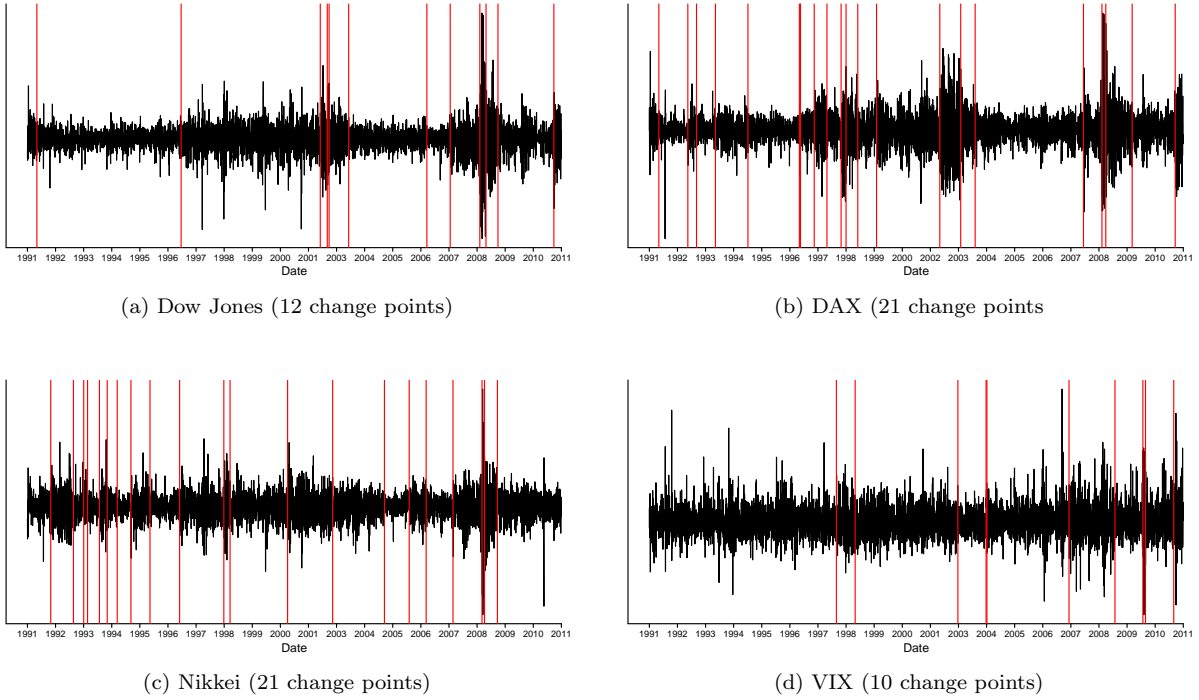 1991 1992 1993 1994 1995 1996 1997 1998 1999 2000 2001 2003 2004 2005 2006 2007 2008 2009 2010 2011
Date
(a) Dow Jones (12 change points)
1991 1992 1993 1994 1995 1996 1997 1998 1999 2000 2001 2003 2004 2005 2006 2007 2008 2009 2010 2011
Date
(b) DAX (21 change points
1991 1992 1993 1994 1995 1996 1997 1998 1999 2000 2001 2003 2004 2005 2006 2007 2008 2009 2010 2011
Date
(c) Nikkei (21 change points)
1991 1992 1993 1994 1995 1996 1997 1998 1999 2000 2001 2003 2004 2005 2006 2007 2008 2009 2010 2011
Date
(d) VIX (10 change points)